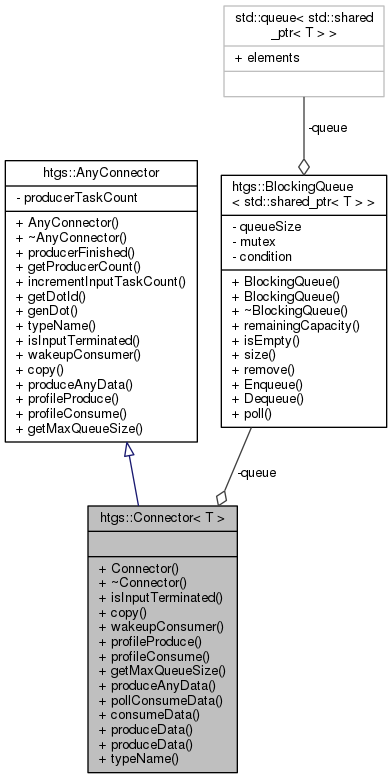 std::queue< std::shared
_ptr< T > >
+ elements
-queue
htgs::AnyConnector
- producerTaskCount
+ AnyConnector()
+ ~AnyConnector()
+ producerFinished()
+ getProducerCount()
+ incrementInputTaskCount()
+ getDotId()
+ genDot()
+ typeName()
+ isInputTerminated()
+ wakeupConsumer()
+ copy()
+ produceAnyData()
+ profileProduce()
+ profileConsume()
+ getMaxQueueSize()
htgs::BlockingQueue
< std::shared_ptr< T > >
- queueSize
- mutex
- condition
+ BlockingQueue()
+ BlockingQueue()
+ ~BlockingQueue()
+ remainingCapacity()
+ isEmpty()
+ size()
+ remove()
+ Enqueue()
+ Dequeue()
+ poll()
-queue
htgs::Connector< T >
+ Connector()
+ ~Connector()
+ isInputTerminated()
+ copy()
+ wakeupConsumer()
+ profileProduce()
+ profileConsume()
+ getMaxQueueSize()
+ produceAnyData()
+ pollConsumeData()
+ consumeData()
+ produceData()
+ produceData()
+ typeName()